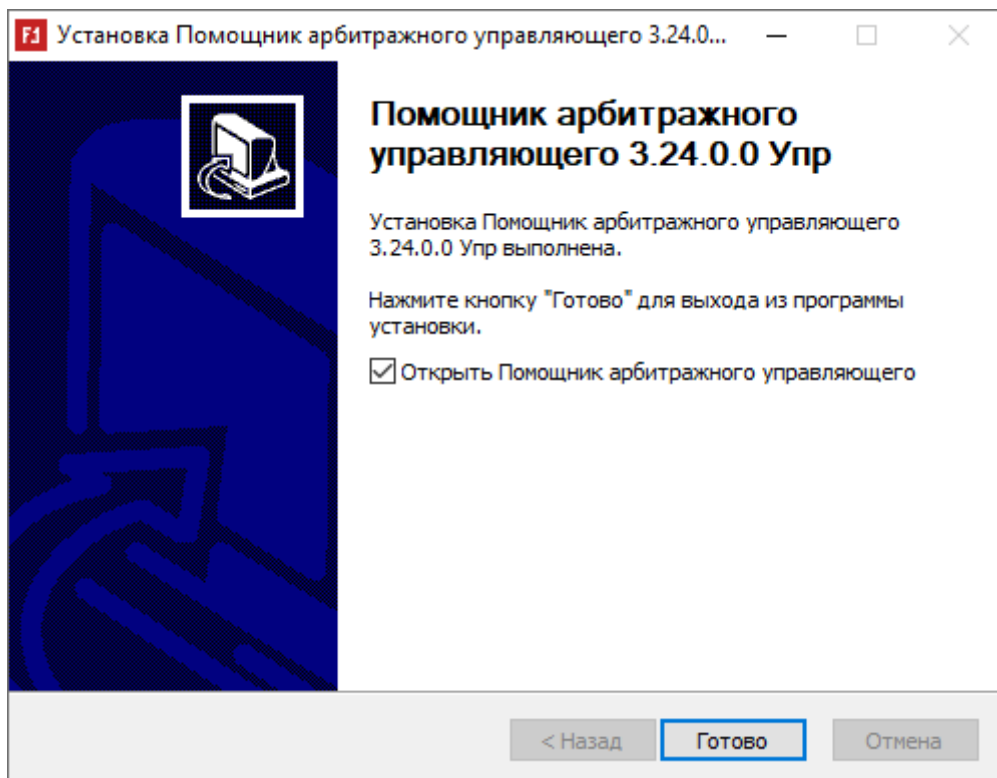 Установка Помощник арбитражного управляющего 3.24.0...
Помощник арбитражного
управляющего 3.24.0.0 Упр
Установка Помощник арбитражного управляющего
3.24.0.0 Упр выполнена.
Нажмите кнопку "Готово" для выхода из программы
установки.
Открыть Помощник арбитражного управляющего
< Назад
Готово
Отмена